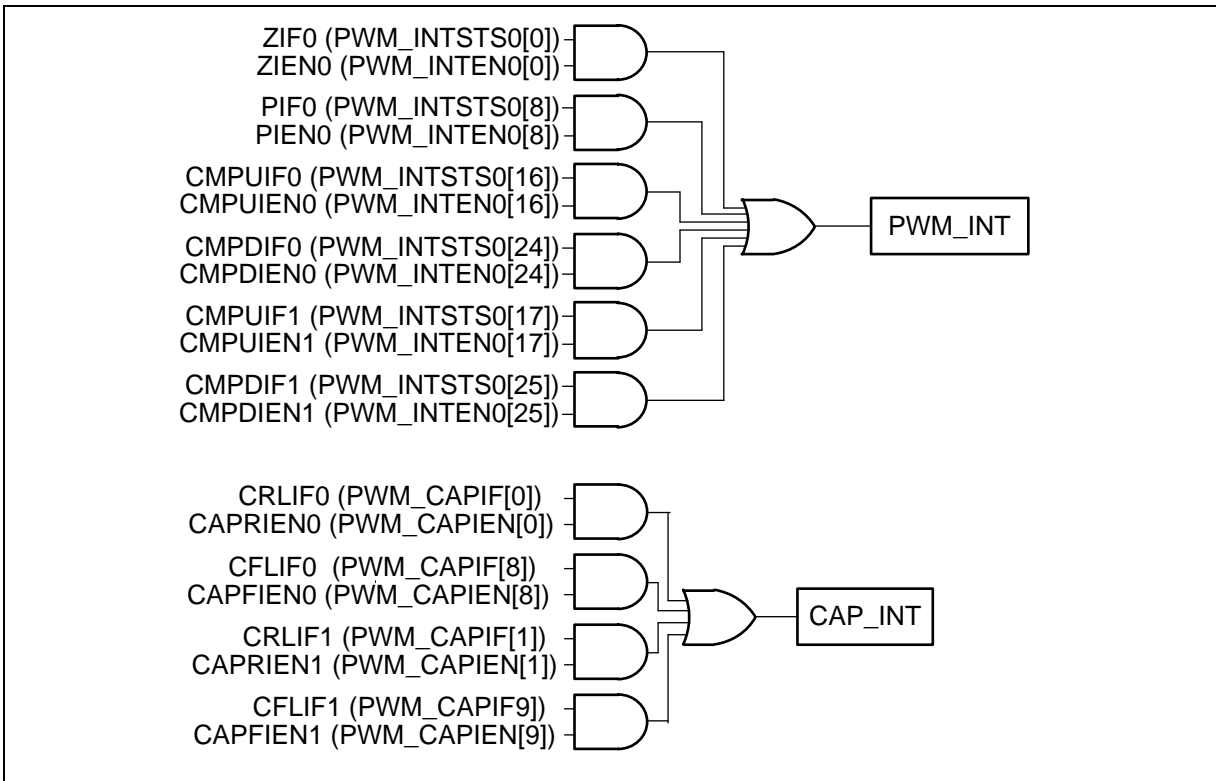 ZIF0 (PWM_INTSTS0[0])
ZIEN0 (PWM_INTEN0[0])
PIF0 (PWM_INTSTS0[8])
PIEN0 (PWM_INTEN0[8])
CMPUIF0 (PWM_INTSTS0[16])
CMPUIEN0 (PWM_INTEN0[16])
CMPDIF0 (PWM_INTSTS0[24])
CMPDIEN0 (PWM_INTEN0[24])
CMPUIF1 (PWM_INTSTS0[17])
CMPUIEN1 (PWM_INTEN0[17])
CMPDIF1 (PWM_INTSTS0[25])
CMPDIEN1 (PWM_INTEN0[25])
PWM_INT
CRLIF0 (PWM_CAPIF[0])
CAPRIEN0 (PWM_CAPIEN[0])
CFLIF0 (PWM_CAPIF[8])
CAPFIEN0 (PWM_CAPIEN[8])
CRLIF1 (PWM_CAPIF[1])
CAPRIEN1 (PWM_CAPIEN[1])
CFLIF1 (PWM_CAPIF9])
CAPFIEN1 (PWM_CAPIEN[9])
CAP_INT